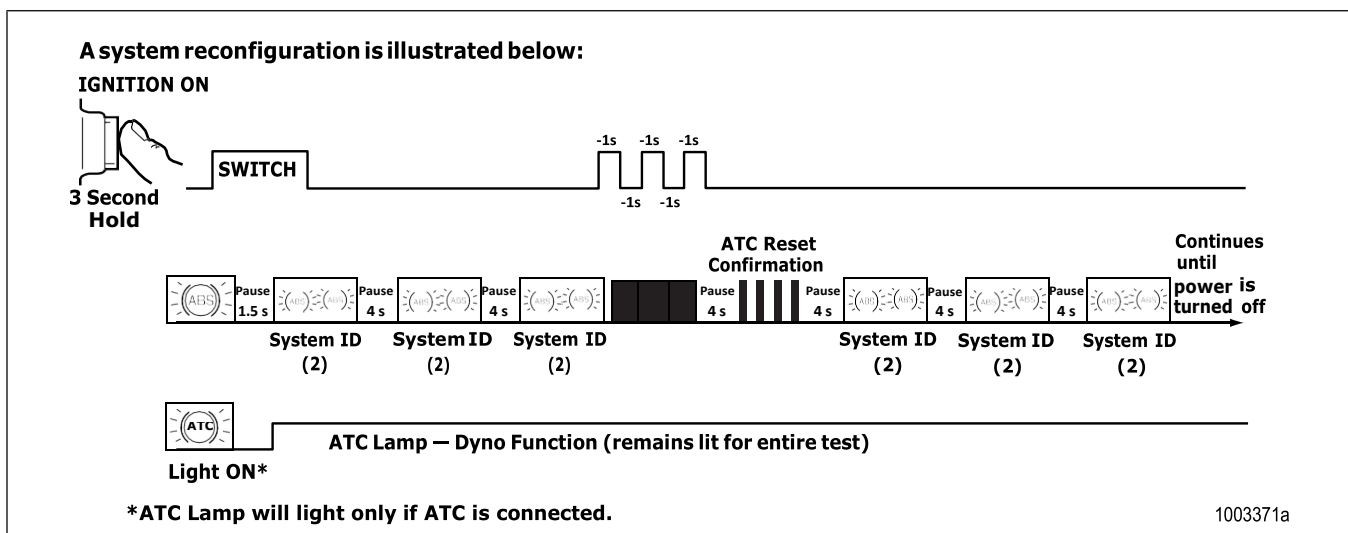 A system reconfiguration is illustrated below:
IGNITION ON
SWITCH
3 Second
Hold
-1s -1s -1s
-1s -1s
ATC Reset
Confirmation
Continues
until
power is
turned off
ABS
Pause
1.5 s
ABS ABS
Pause
4 s
ABS ABS
Pause
4 s
ABS ABS
Pause
4 s
Pause
4 s
ABS ABS
Pause
4 s
ABS ABS
Pause
4 s
ABS ABS
System ID
(2)
System ID
(2)
System ID
(2)
System ID
(2)
System ID
(2)
System ID
(2)
ATC
ATC Lamp — Dyno Function (remains lit for entire test)
Light ON*
*ATC Lamp will light only if ATC is connected.
1003371a